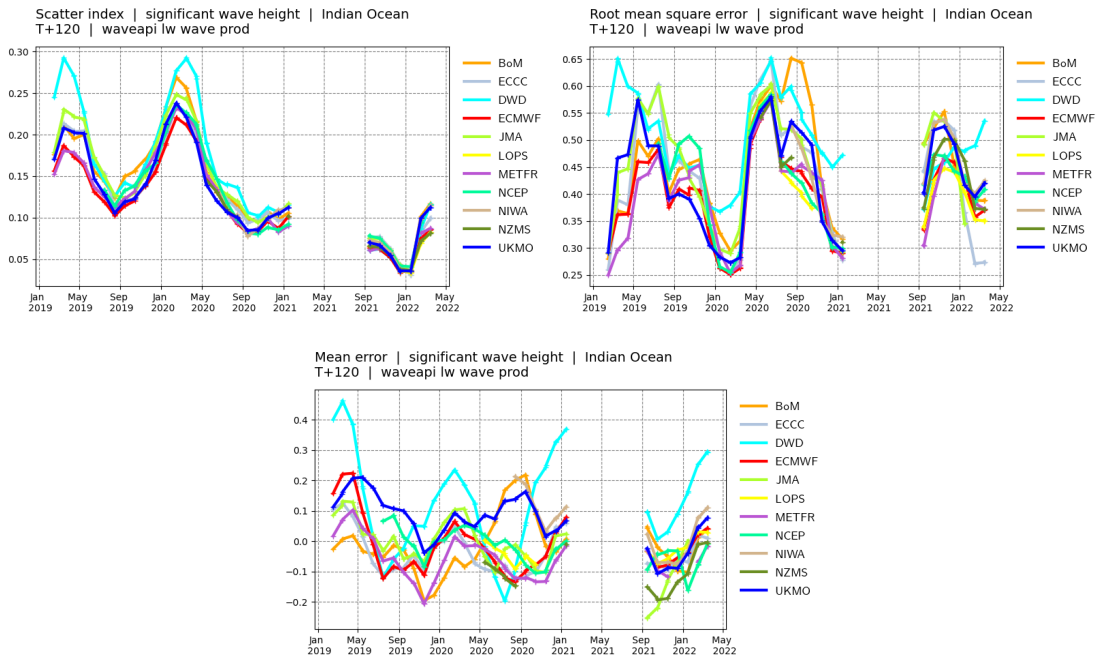 Scatter index | significant wave height | Indian Ocean
T+120 | waveapi lw wave prod
0.30
0.25
0.20
0.15
0.10
0.05
Jan 2019
May 2019
Sep 2019
Jan 2020
May 2020
Sep 2020
Jan 2021
May 2021
Sep 2021
Jan 2022
May 2022
BoM
ECCC
DWD
ECMWF
JMA
LOPS
METFR
NCEP
NIWA
NZMS
UKMO
Root mean square error | significant wave height | Indian Ocean
T+120 | waveapi lw wave prod
0.65
0.60
0.55
0.50
0.45
0.40
0.35
0.30
0.25
Jan 2019
May 2019
Sep 2019
Jan 2020
May 2020
Sep 2020
Jan 2021
May 2021
Sep 2021
Jan 2022
May 2022
BoM
ECCC
DWD
ECMWF
JMA
LOPS
METFR
NCEP
NIWA
NZMS
UKMO
Mean error | significant wave height | Indian Ocean
T+120 | waveapi lw wave prod
0.4
0.3
0.2
0.1
0.0
−0.1
−0.2
Jan 2019
May 2019
Sep 2019
Jan 2020
May 2020
Sep 2020
Jan 2021
May 2021
Sep 2021
Jan 2022
May 2022
BoM
ECCC
DWD
ECMWF
JMA
LOPS
METFR
NCEP
NIWA
NZMS
UKMO